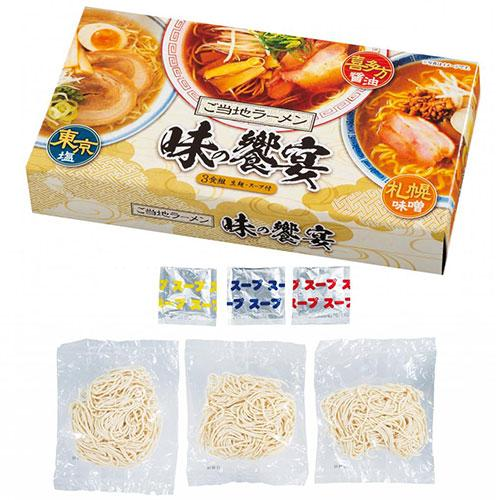 喜多方
醤油
ご当地ラーメン
東京
塩
味の饗宴
3食組 生麺・スープ付
札幌
味噌
ご当地ラーメン
味の饗宴
スープ
スープ
スープ
スープ
スープ
スープ